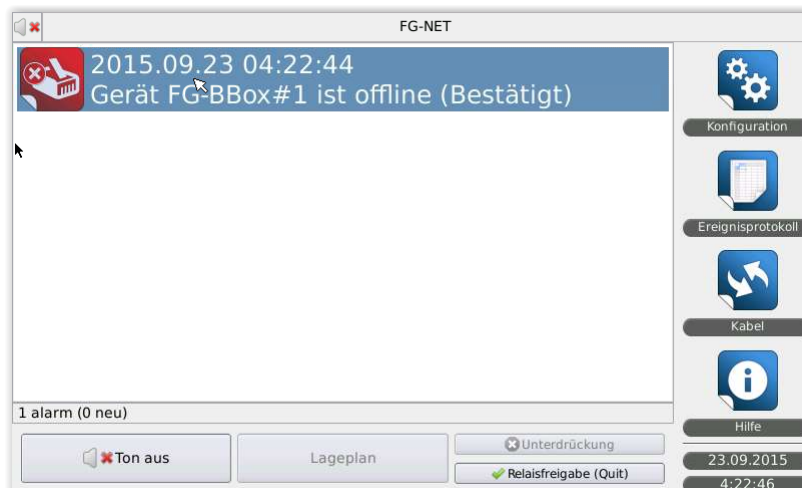 FG-NET
2015.09.23 04:22:44
Gerät FG-BBox#1 ist offline (Bestätigt)
Konfiguration
Ereignisprotokoll
Kabel
Hilfe
1 alarm (0 neu)
Ton aus
Lageplan
Unterdrückung
Relaisfreigabe (Quit)
23.09.2015
4:22:46